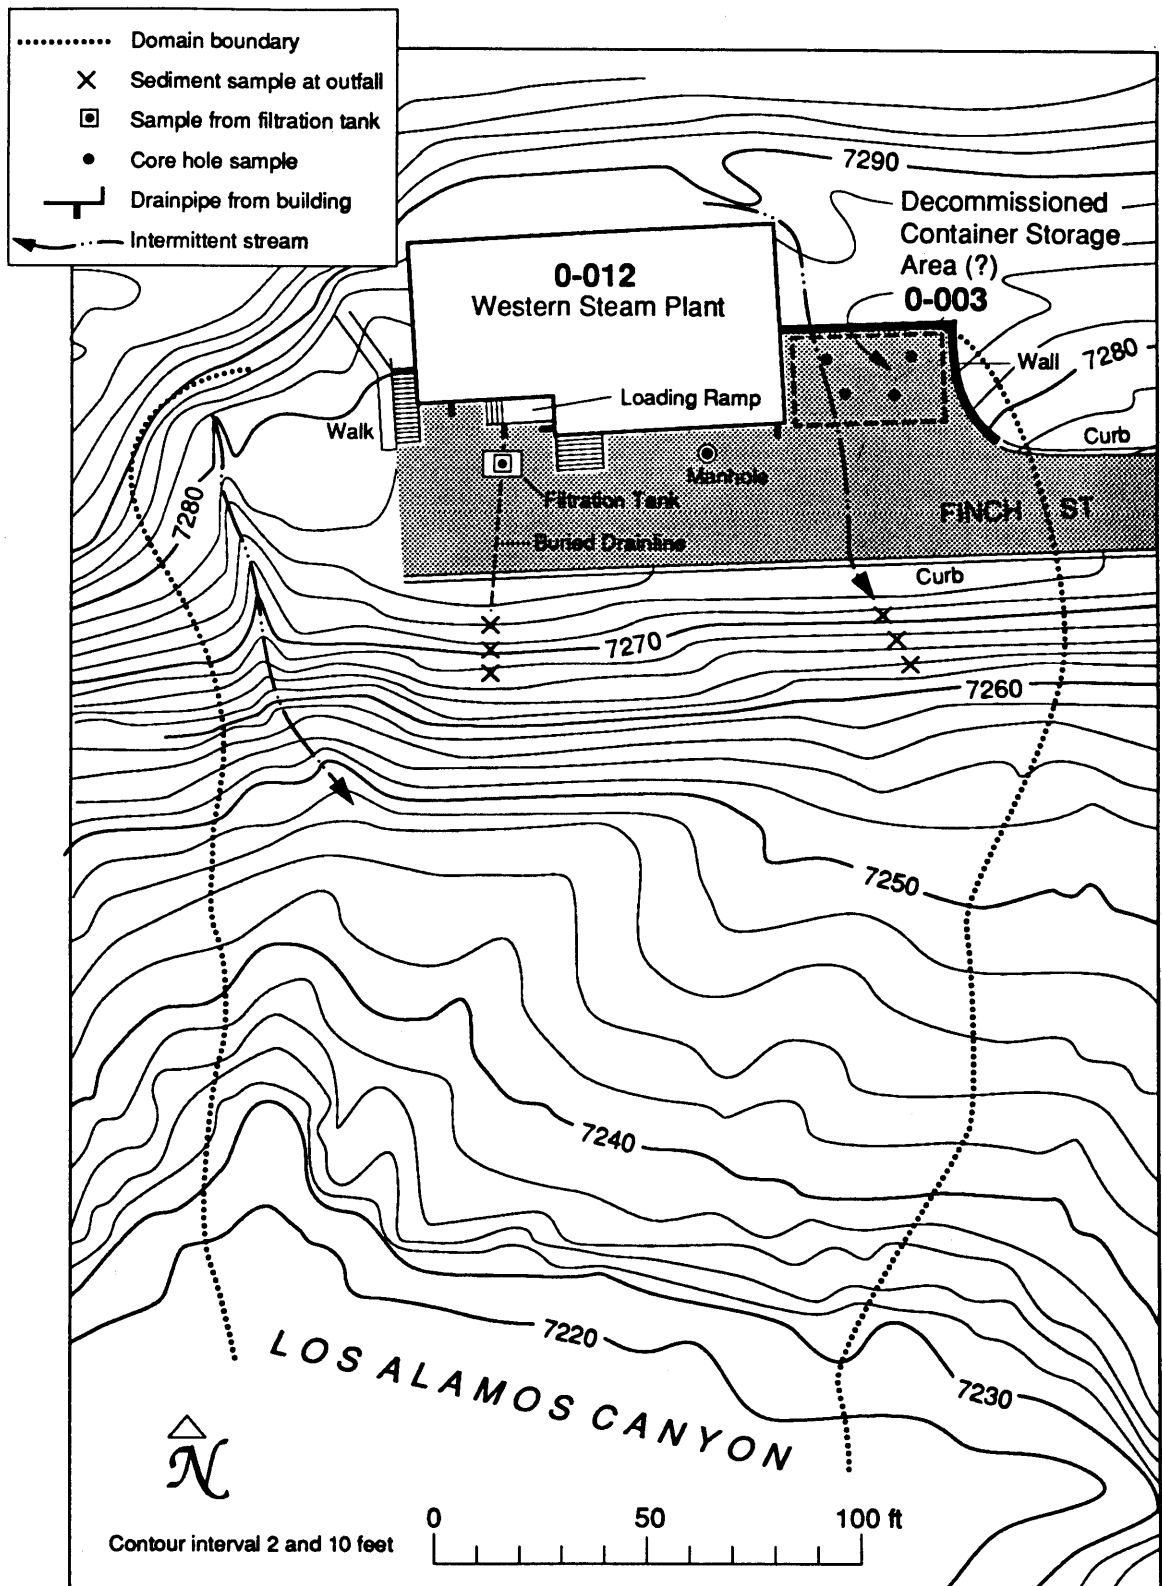 Domain boundary
Sediment sample at outfall
Sample from filtration tank
Core hole sample
Drainpipe from building
Intermittent stream
7290
Decommissioned
Container Storage
Area (?)
0-003
0-012
Western Steam Plant
Loading Ramp
Wall
7280
Walk
Curb
Manhole
Filtration Tank
7280
FINCH ST
Buried Drainline
Curb
7270
7260
7250
7240
7220
7230
LOS ALAMOS CANYON
N
0 50 100 ft
Contour interval 2 and 10 feet